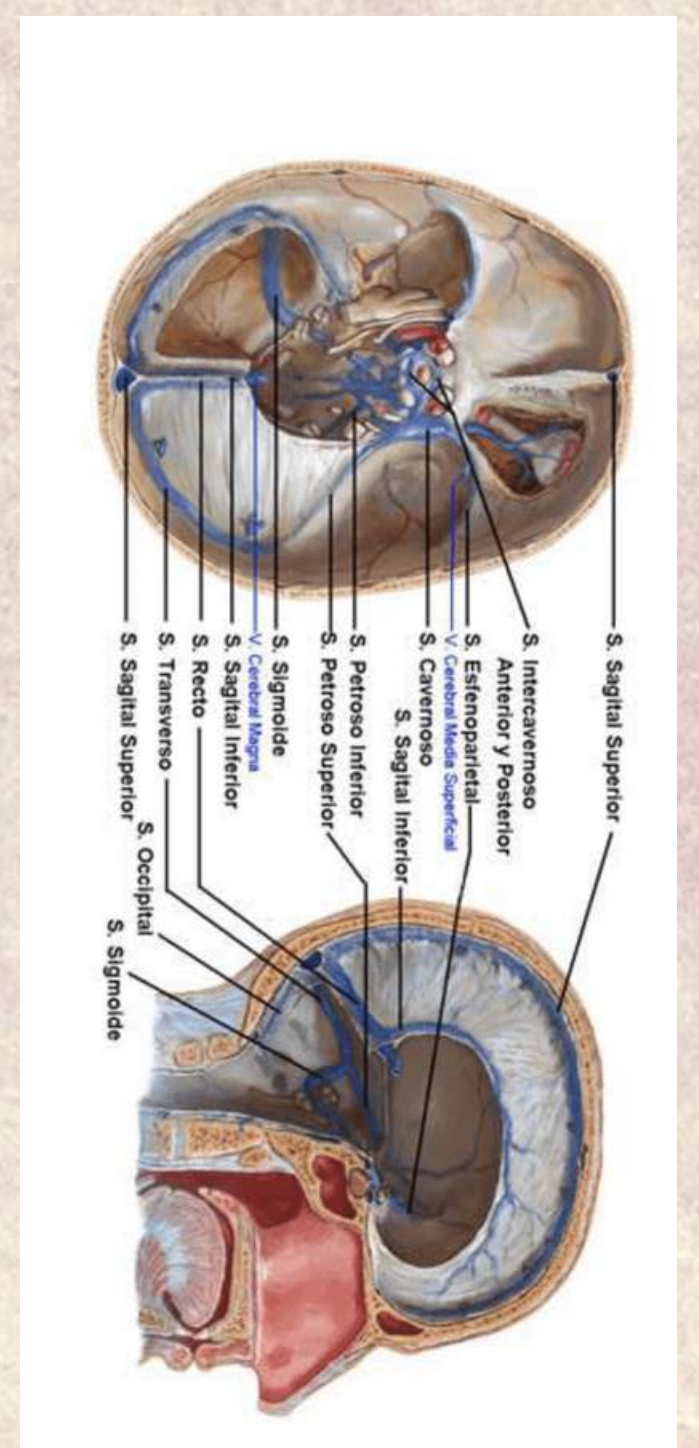 S. Sagital Superior
S. Intercavernoso
Anterior y Posterior
S. Esfenoparietal
V. Cerebral Media Superficial
S. Cavernoso
S. Sagital Inferior
S. Petroso Inferior
S. Petroso Superior
S. Sigmoide
V. Cerebral Magna
S. Sagital Inferior
S. Recto
S. Transverso
S. Sagital Superior
S. Occipital
S. Sigmoide